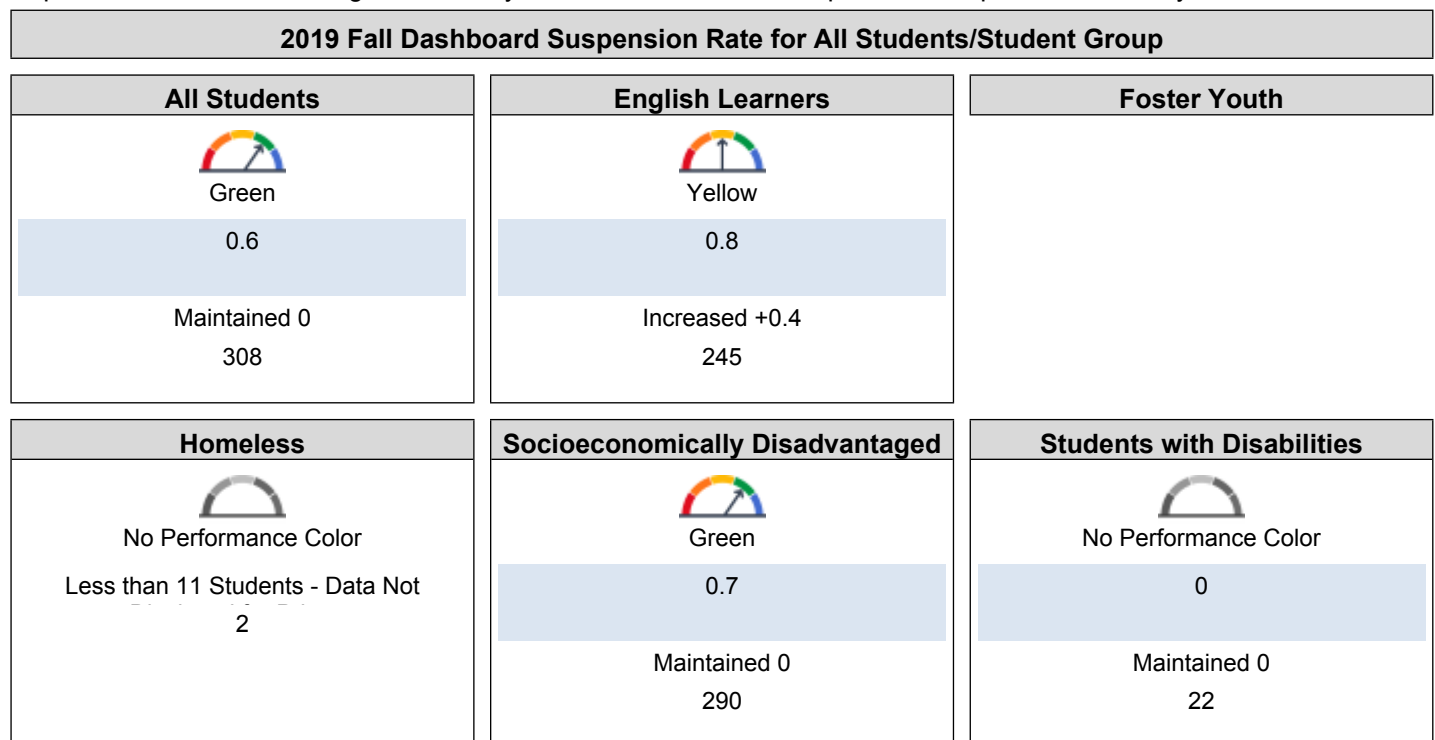 2019 Fall Dashboard Suspension Rate for All Students/Student Group
All Students
Green
0.6
Maintained 0
308
English Learners
Yellow
0.8
Increased +0.4
245
Foster Youth
Homeless
No Performance Color
Less than 11 Students - Data Not
2
Socioeconomically Disadvantaged
Green
0.7
Maintained 0
290
Students with Disabilities
No Performance Color
0
Maintained 0
22